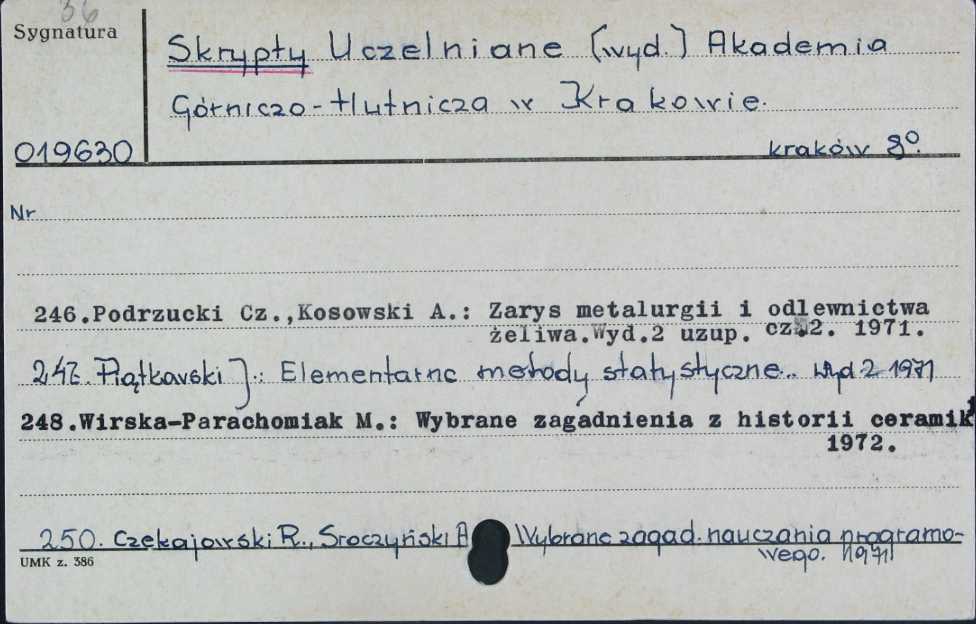 36
Sygnatura
Skrypty Uczelniane (wyd.) Akademia
Górniczo-Hutnicza w Krakowie.
019630
Kraków 8°.
Nr
246.Podrzucki Cz.,Kosowski A.: Zarys metalurgii i odlewnictwa
żeliwa.Wyd.2 uzup. cz.2. 1971.
247. Piątkowski J.: Elementarne metody statystyczne.. Wyd 2 1971
248.Wirska-Parachomiak M.: Wybrane zagadnienia z historii ceramiki
1972.
250. Czekajowski R., Sroczyński A Wybrane zagad. nauczania programo-
wego. 1971
UMK z. 386